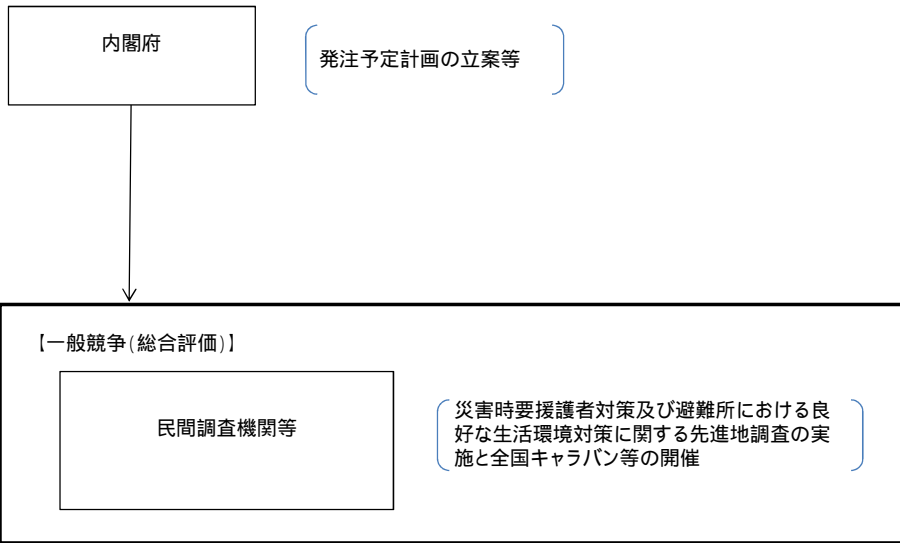 内閣府
発注予定計画の立案等
【一般競争(総合評価)】
民間調査機関等
災害時要援護者対策及び避難所における良
好な生活環境対策に関する先進地調査の実
施と全国キャラバン等の開催